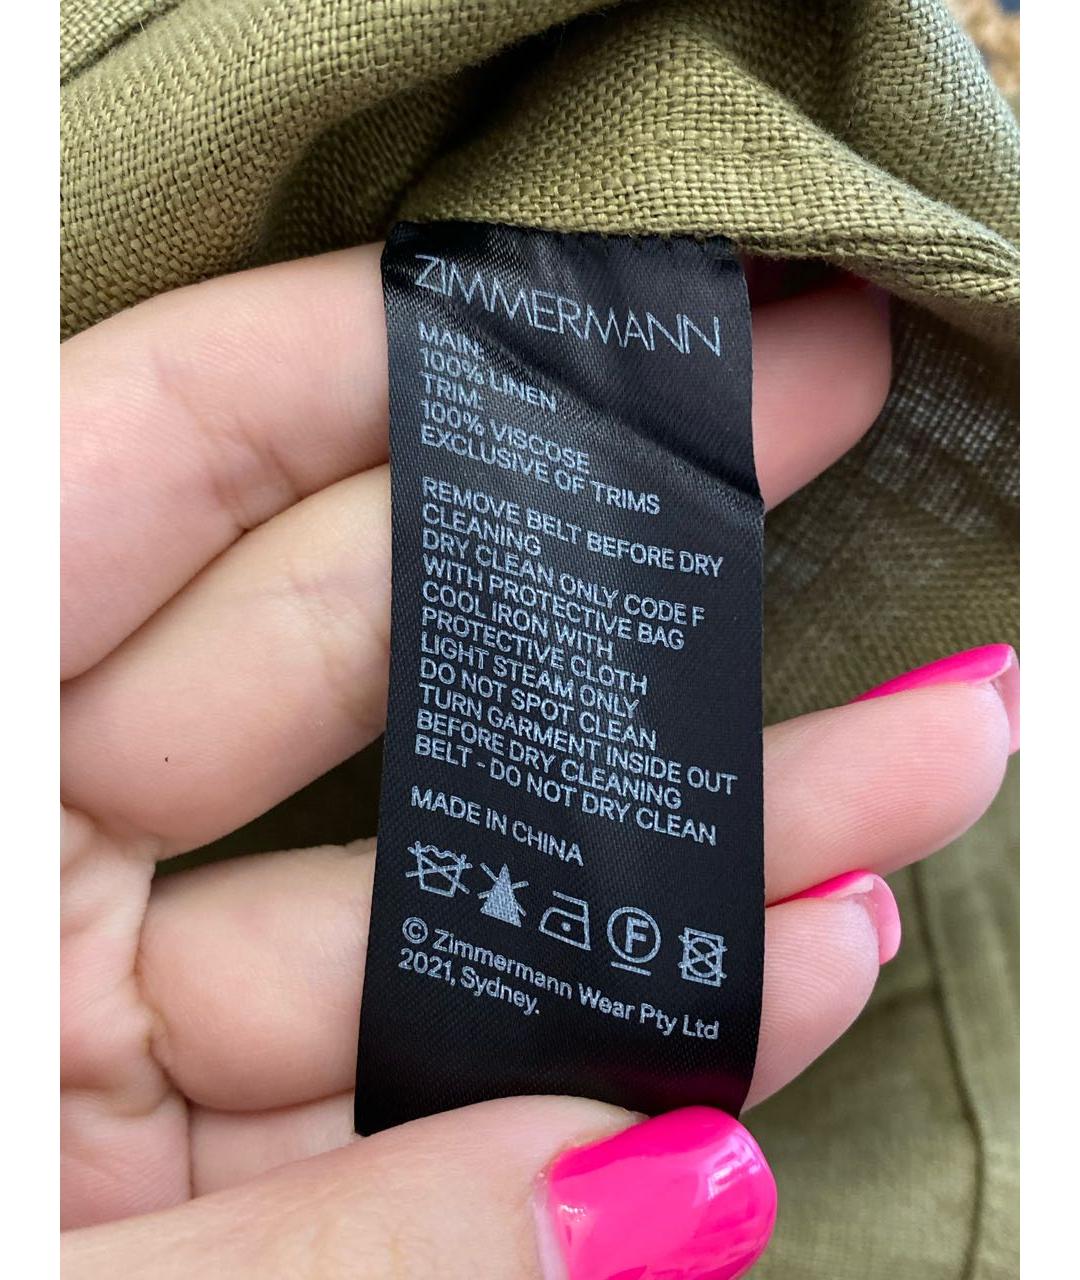 ZIMMERMANN
MAIN:
100% LINEN
TRIM:
100% VISCOSE
EXCLUSIVE OF TRIMS
REMOVE BELT BEFORE DRY
CLEANING
DRY CLEAN ONLY CODE F
WITH PROTECTIVE BAG
COOL IRON WITH
PROTECTIVE CLOTH
LIGHT STEAM ONLY
DO NOT SPOT CLEAN
TURN GARMENT INSIDE OUT
BEFORE DRY CLEANING
BELT - DO NOT DRY CLEAN
MADE IN CHINA
F
© Zimmermann Wear Pty Ltd
2021, Sydney.